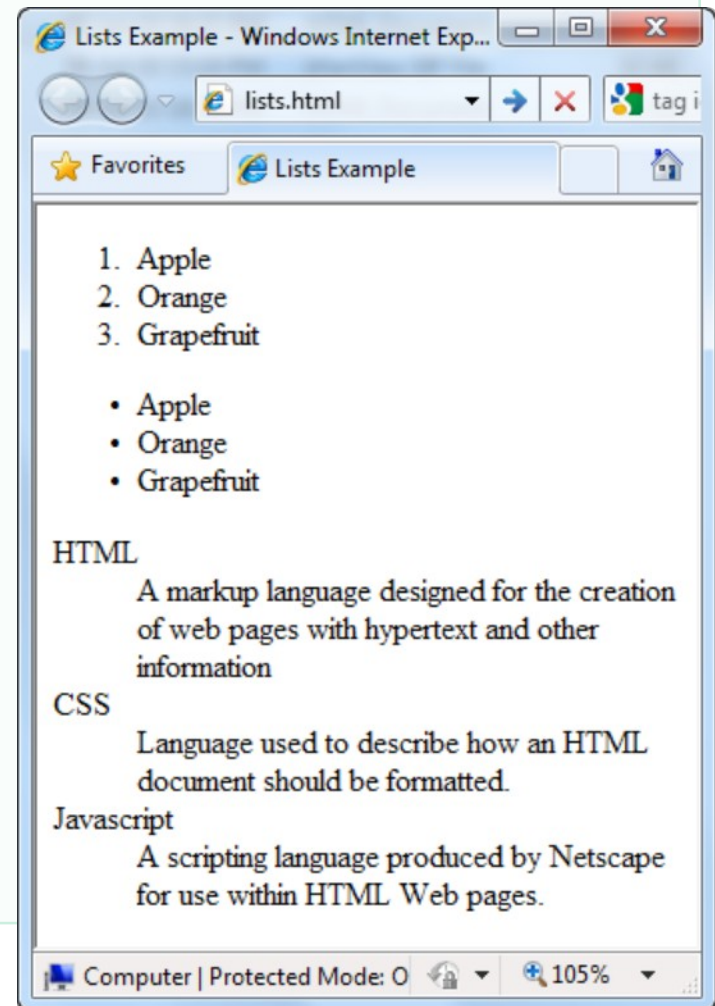 Lists Example - Windows Internet Exp...
lists.html
tag i
Favorites
Lists Example
1. Apple
2. Orange
3. Grapefruit
• Apple
• Orange
• Grapefruit
HTML
A markup language designed for the creation
of web pages with hypertext and other
information
CSS
Language used to describe how an HTML
document should be formatted.
Javascript
A scripting language produced by Netscape
for use within HTML Web pages.
Computer | Protected Mode: O
105%